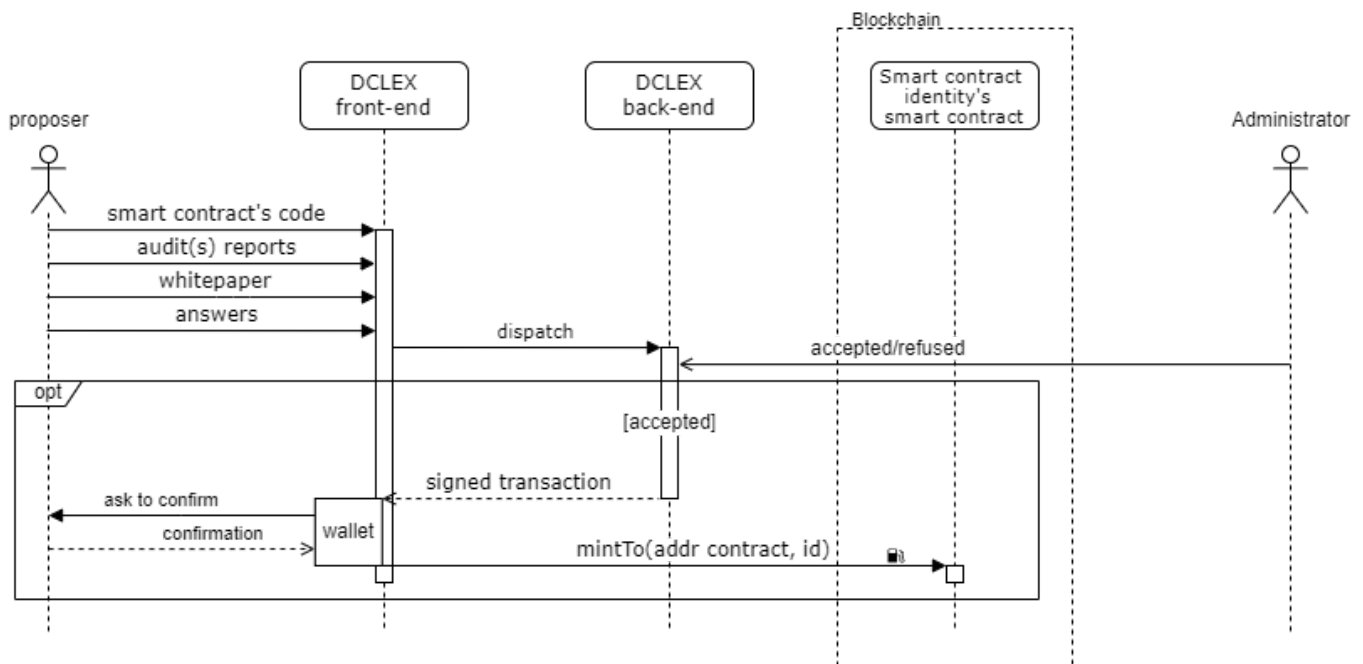 Blockchain
DCLEX
front-end
DCLEX
back-end
Smart contract
identity's
smart contract
proposer
Administrator
smart contract's code
audit(s) reports
whitepaper
answers
dispatch
accepted/refused
opt
[accepted]
signed transaction
ask to confirm
wallet
confirmation
mintTo(addr contract, id)